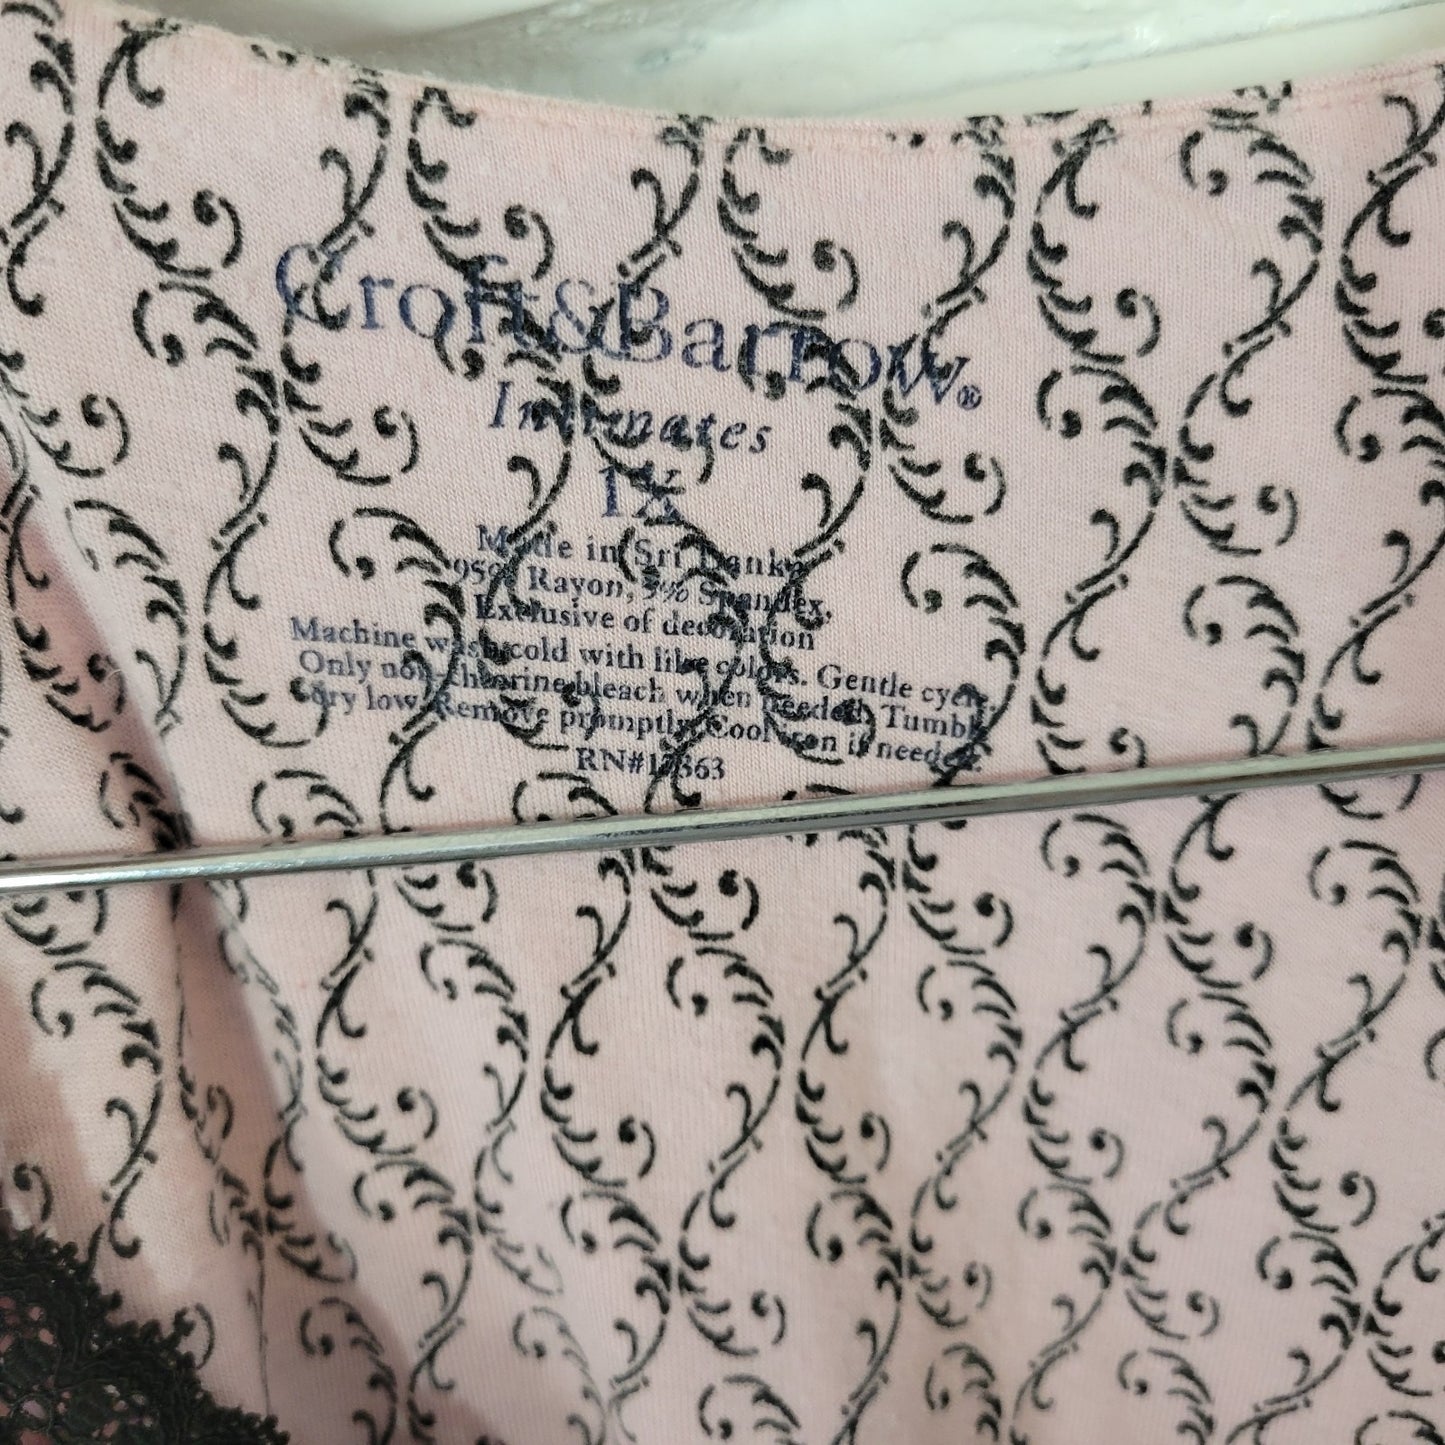 Croft&Barrow®
Intimates
1X
Made in Sri Lanka
95% Rayon, 5% Spandex,
Exclusive of decoration
Machine wash cold with like colors. Gentle cycle.
Only non-chlorine bleach when needed. Tumble
dry low. Remove promptly. Cool iron if needed.
RN#17363